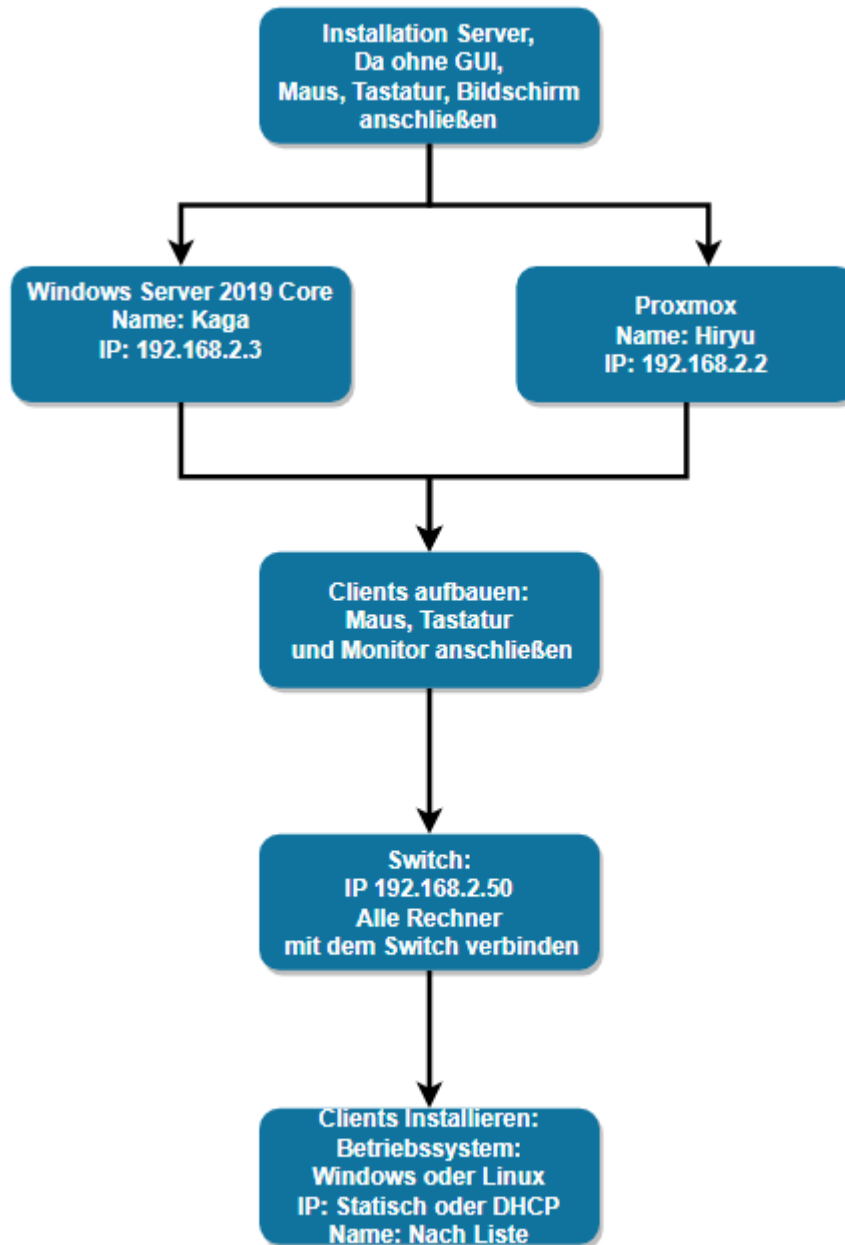 Installation Server,
Da ohne GUI,
Maus, Tastatur, Bildschirm
anschließen
Windows Server 2019 Core
Name: Kaga
IP: 192.168.2.3
Proxmox
Name: Hiryu
IP: 192.168.2.2
Clients aufbauen:
Maus, Tastatur
und Monitor anschließen
Switch:
IP 192.168.2.50
Alle Rechner
mit dem Switch verbinden
Clients Installieren:
Betriebssystem:
Windows oder Linux
IP: Statisch oder DHCP
Name: Nach Liste